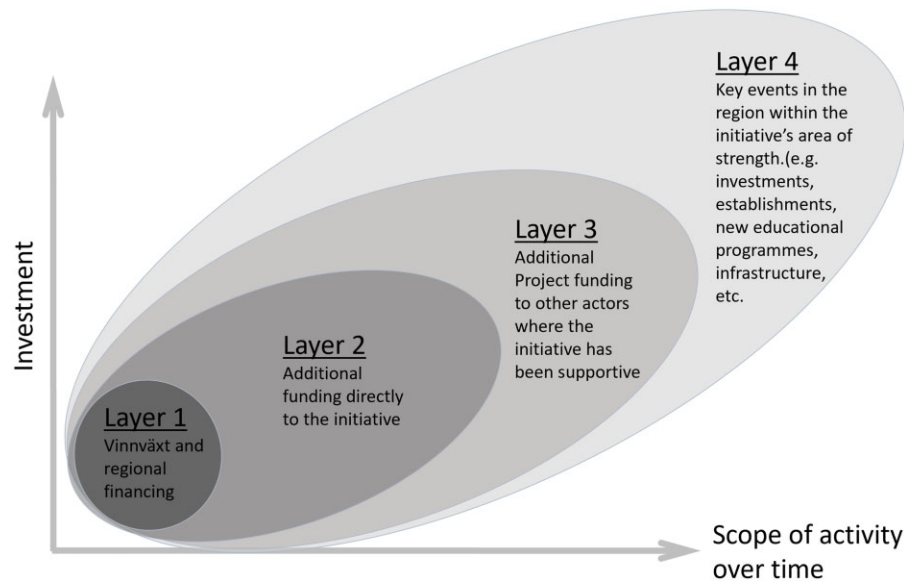 Layer 4
Key events in the
region within the
initiative's area of
strength.(e.g.
investments,
establishments,
new educational
programmes,
infrastructure,
etc.
Layer 3
Additional
Project funding
to other actors
where the
initiative has
been supportive
Layer 2
Additional
funding directly
to the initiative
Layer 1
Vinnväxt and
regional
financing
Investment
Scope of activity
over time